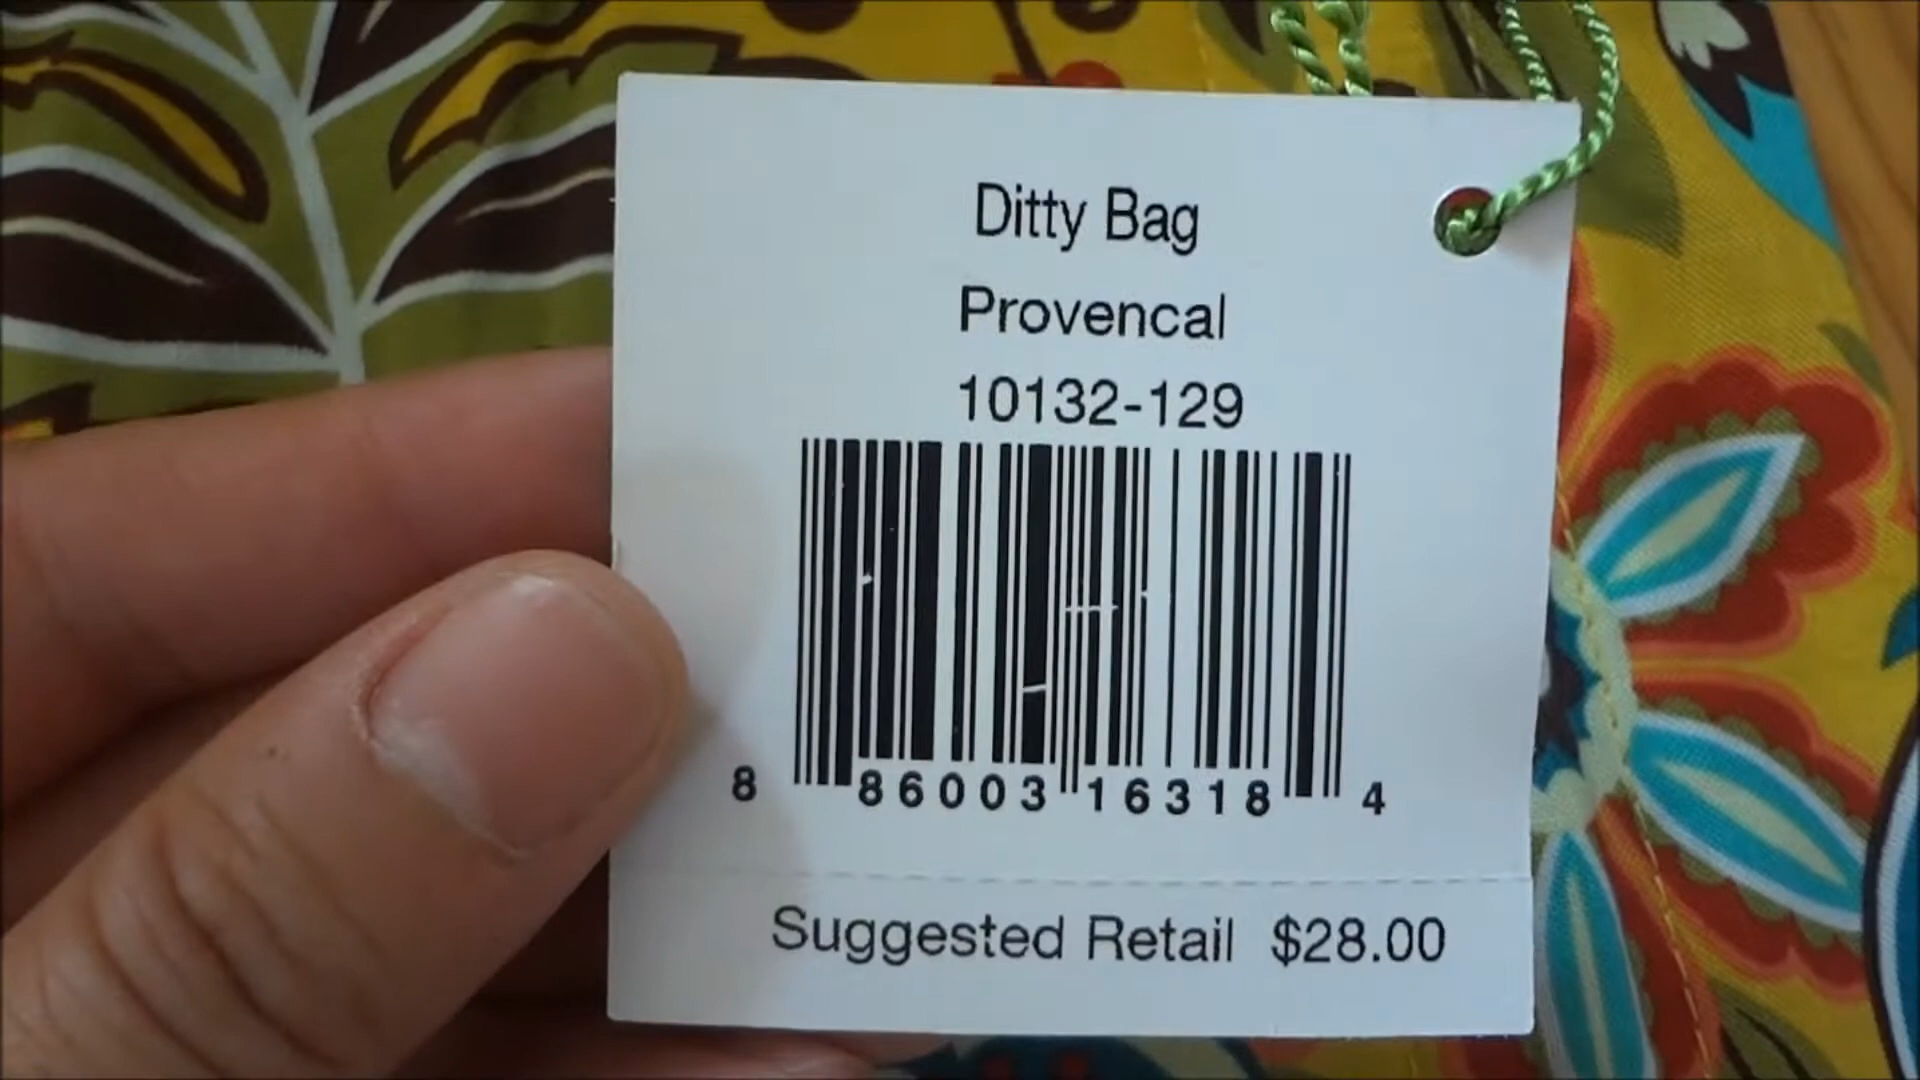 Ditty Bag
Provencal
10132-129
8 86003 16318 4
Suggested Retail $28.00